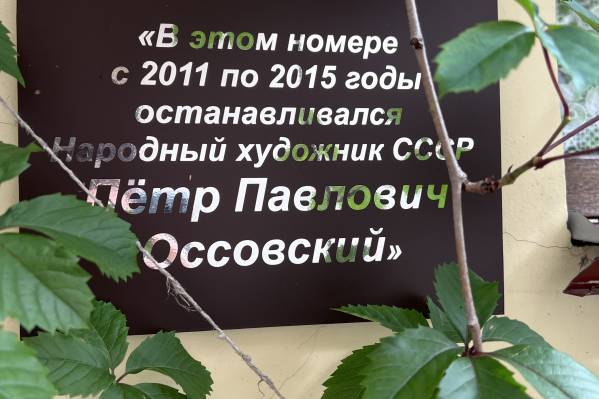 «В этом номере
с 2011 по 2015 годы
останавливался
Народный художник СССР
Пётр Павлович
Оссовский»